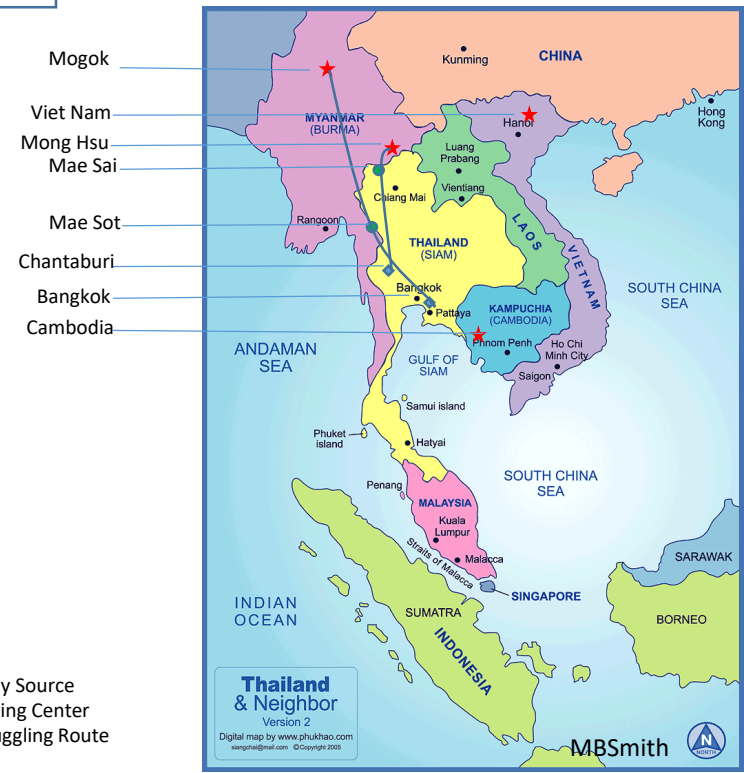 Mogok
Viet Nam
Mong Hsu
Mae Sai
Mae Sot
Chantaburi
Bangkok
Cambodia
y Source
ing Center
ggling Route
Kunming
CHINA
Hong
Kong
MYANMAR
(BURMA)
Hanoi
Luang
Prabang
Vientiang
Chiang Mai
Rangoon
LAOS
VIETNAM
THAILAND
(SIAM)
Bangkok
Pattaya
KAMPUCHIA
(CAMBODIA)
Phnom Penh
Ho Chi
Minh City
Saigon
SOUTH CHINA
SEA
ANDAMAN
SEA
GULF OF
SIAM
Samui island
Phuket
island
Hatyai
SOUTH CHINA
SEA
Penang
MALAYSIA
Kuala
Lumpur
Malacca
Straits of Malacca
SINGAPORE
SARAWAK
BORNEO
INDIAN
OCEAN
SUMATRA
INDONESIA
Thailand
& Neighbor
Version 2
Digital map by www.phukhao.com
siangchai@mail.com ©Copyright 2005
MBSmith
N
NORTH